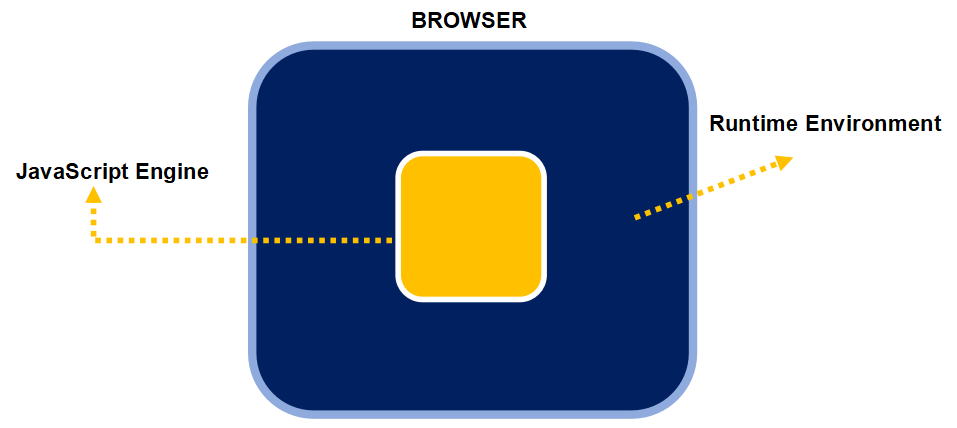 BROWSER
Runtime Environment
JavaScript Engine